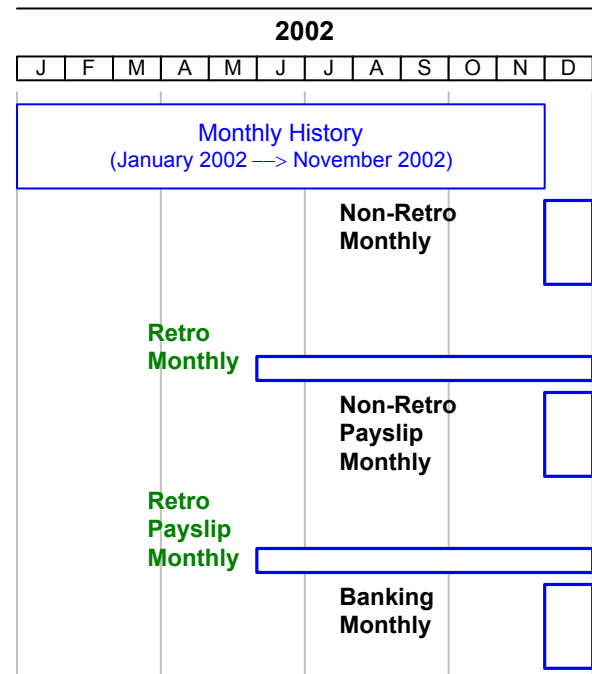 2002
J F M A M J J A S O N D
Monthly History
(January 2002 —> November 2002)
Non-Retro
Monthly
Retro
Monthly
Non-Retro
Payslip
Monthly
Retro
Payslip
Monthly
Banking
Monthly